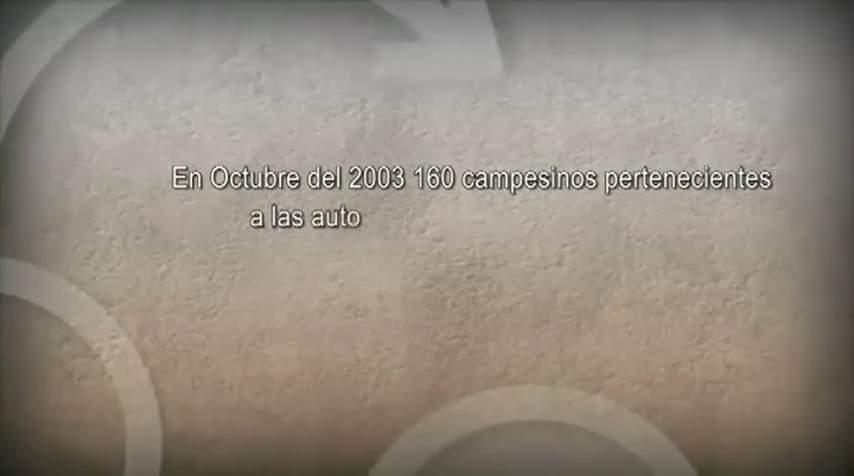 En Octubre del 2003 160 campesinos pertenecientes
a las auto